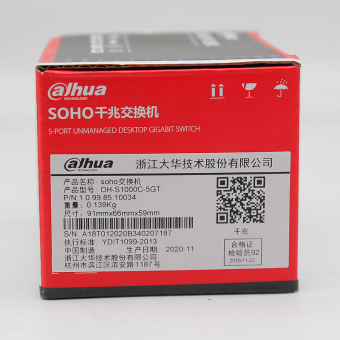 alhua
TECHNOLOGY
SOHO千兆交换机
5-PORT UNMANAGED DESKTOP GIGABIT SWITCH
alhua
TECHNOLOGY
浙江大华技术股份有限公司
产品名称: soho交换机
产品型号: DH-S1000C-5GT
P/N: 1.0.99.85.10034
重量: 0.139Kg
尺寸: 91mmx66mmx59mm
S/N A18T012020B340207187
执行标准 YD/T1099-2013
中国制造 生产日期 2020-11
浙江大华技术股份有限公司
杭州市滨江区滨安路1187号
千兆
合格证
检验员92
2020.11.22